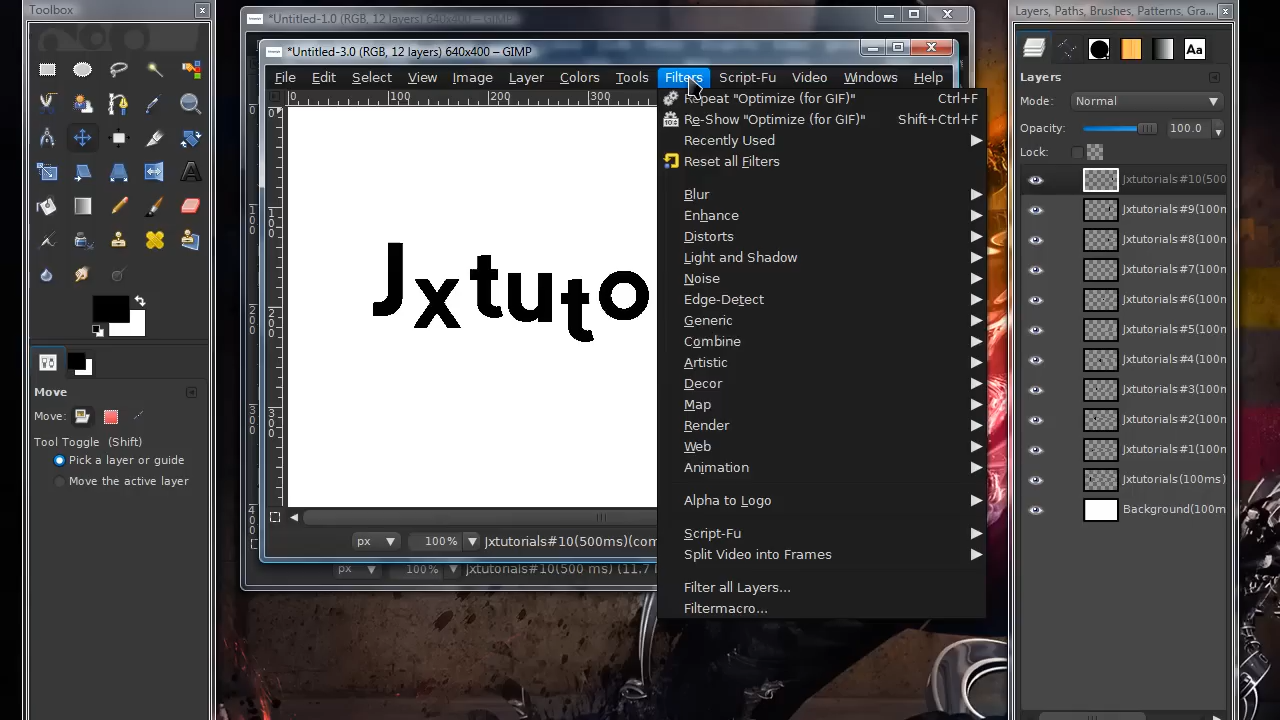 Toolbox
*Untitled-1.0 (RGB, 12 layers) 640x400 – GIMP
Layers, Paths, Brushes, Patterns, Gra...
*Untitled-3.0 (RGB, 12 layers) 640x400 – GIMP
File Edit Select View Image Layer Colors Tools Filters Script-Fu Video Windows Help
0 100 200 300
Repeat "Optimize (for GIF)" Ctrl+F
Re-Show "Optimize (for GIF)" Shift+Ctrl+F
Recently Used
Reset all Filters
Blur
Enhance
Distorts
Light and Shadow
Noise
Edge-Detect
Generic
Combine
Artistic
Decor
Map
Render
Web
Animation
Alpha to Logo
Script-Fu
Split Video into Frames
Filter all Layers...
Filtermacro...
Jxtuto
px 100% Jxtutorials#10(500ms)(com
px 100% Jxtutorials#10(500 ms) (11.7
Move
Move:
Tool Toggle (Shift)
Pick a layer or guide
Move the active layer
Aa
Layers
Mode: Normal
Opacity: 100.0
Lock:
Jxtutorials#10(500
Jxtutorials#9(100m
Jxtutorials#8(100m
Jxtutorials#7(100m
Jxtutorials#6(100m
Jxtutorials#5(100m
Jxtutorials#4(100m
Jxtutorials#3(100m
Jxtutorials#2(100m
Jxtutorials#1(100m
Jxtutorials(100ms)
Background(100m